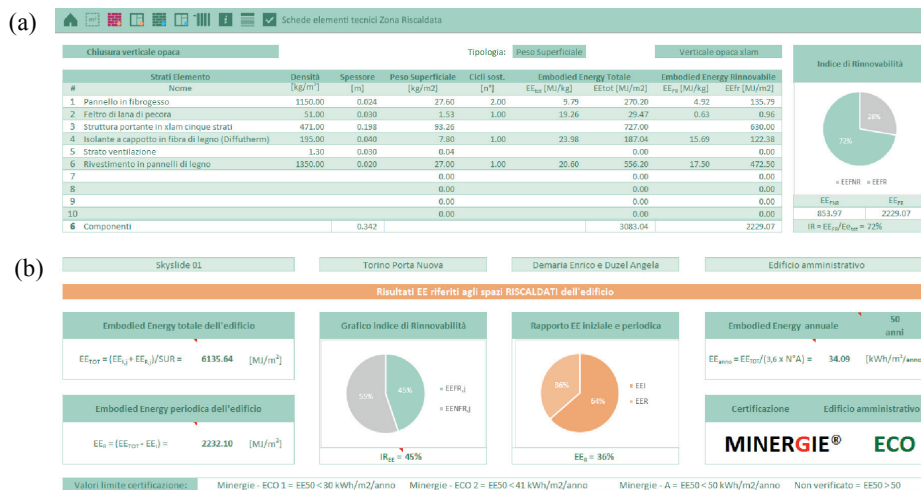 (a)
Schede elementi tecnici Zona Riscaldata
Chiusura verticale opaca Tipologia: Peso Superficiale Verticale opaca xlam
Indice di Rinnovabilità
Strati Elemento Densità Spessore Peso Superficiale Cicli sost. Embodied Energy Totale Embodied Energy Rinnovabile
# Nome [kg/m³] [m] [kg/m2] [n°] [MJ/kg] EEtot [MJ/m2] [MJ/kg] EEfr [MJ/m2]
1 Pannello in fibrogesso 1150.00 0.024 27.60 2.00 9.79 270.20 4.92 135.79
2 Feltro di lana di pecora 51.00 0.030 1.53 1.00 19.26 29.47 0.63 0.96
3 Struttura portante in xlam cinque strati 471.00 0.198 93.26 727.00 630.00
4 Isolante a cappotto in fibra di legno (Diffutherm) 195.00 0.040 7.80 1.00 23.98 187.04 15.69 122.38
5 Strato ventilazione 1.30 0.030 0.04 0.00 0.00
6 Rivestimento in pannelli di legno 1350.00 0.020 27.00 1.00 20.60 556.20 17.50 472.50
7 0.00 0.00 0.00
8 0.00 0.00 0.00
9 0.00 0.00 0.00
10 0.00 0.00 0.00
6 Componenti 0.342 3083.04 2229.07
28%
72%
EEFNR EEFR
EE_FNR EE_FR
853.97 2229.07
IR = EE_FR/Ee_tot = 72%
(b)
Skyslide 01 Torino Porta Nuova Demaria Enrico e Duzel Angela Edificio amministrativo
Risultati EE riferiti agli spazi RISCALDATI dell'edificio
Embodied Energy totale dell'edificio
EE_TOT = (EE_i,j + EE_R,j)/SUR = 6135.64 [MJ/m²]
Embodied Energy periodica dell'edificio
EE_R = (EE_TOT - EE_i) = 2232.10 [MJ/m²]
Grafico indice di Rinnovabilità
55%
45%
EEFR,j
EENFR,j
IR_EE = 45%
Rapporto EE iniziale e periodica
36%
64%
EEI
EER
EE_R = 36%
Embodied Energy annuale 50 anni
EE_anno = EE_TOT/(3,6 x N°A) = 34.09 [kWh/m²/anno
Certificazione Edificio amministrativo
MINERGIE® ECO
Valori limite certificazione: Minergie - ECO 1 = EE50 < 30 kWh/m2/anno Minergie - ECO 2 = EE50 < 41 kWh/m2/anno Minergie - A = EE50 < 50 kWh/m2/anno Non verificato = EE50 > 50